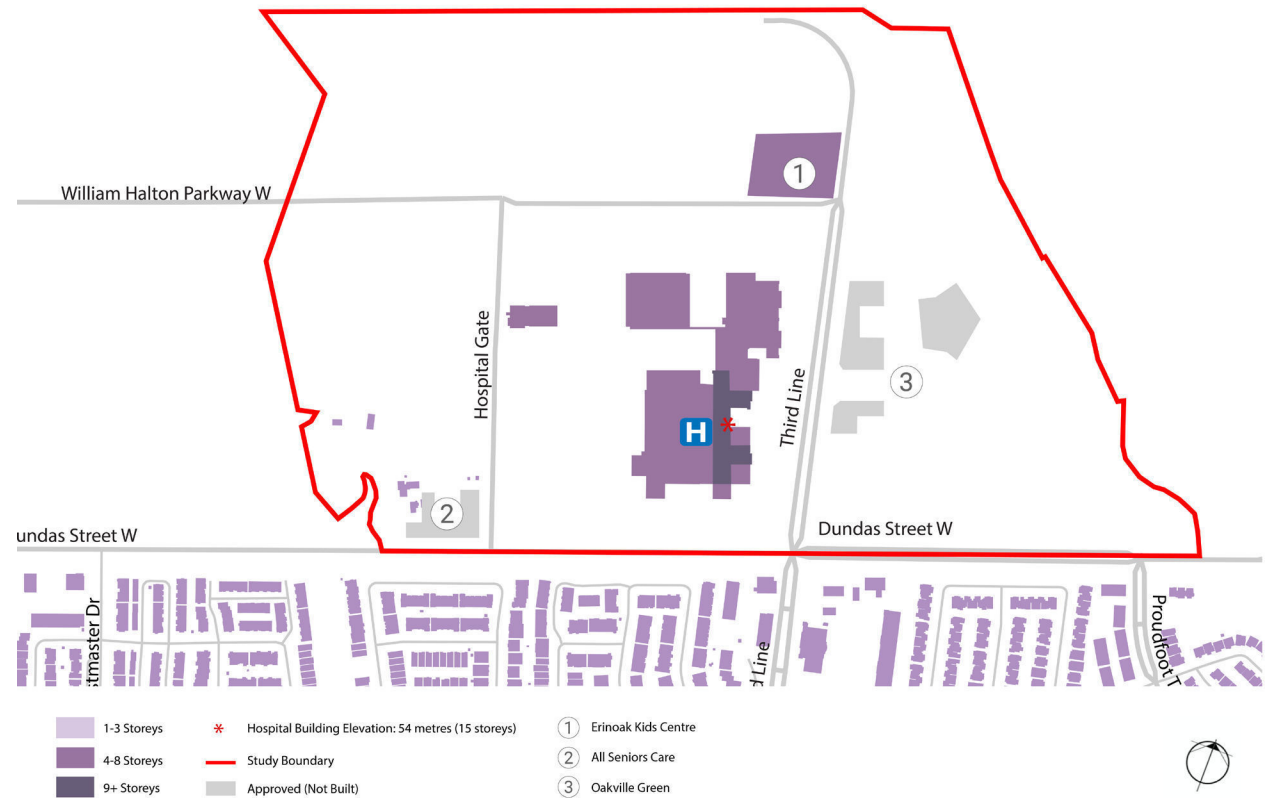 1
William Halton Parkway W
Hospital Gate
Third Line
3
H
*
2
undas Street W
Dundas Street W
stmaster Dr
d Line
Proudfoot T
1-3 Storeys
4-8 Storeys
9+ Storeys
* Hospital Building Elevation: 54 metres (15 storeys)
Study Boundary
Approved (Not Built)
1 Erinoak Kids Centre
2 All Seniors Care
3 Oakville Green